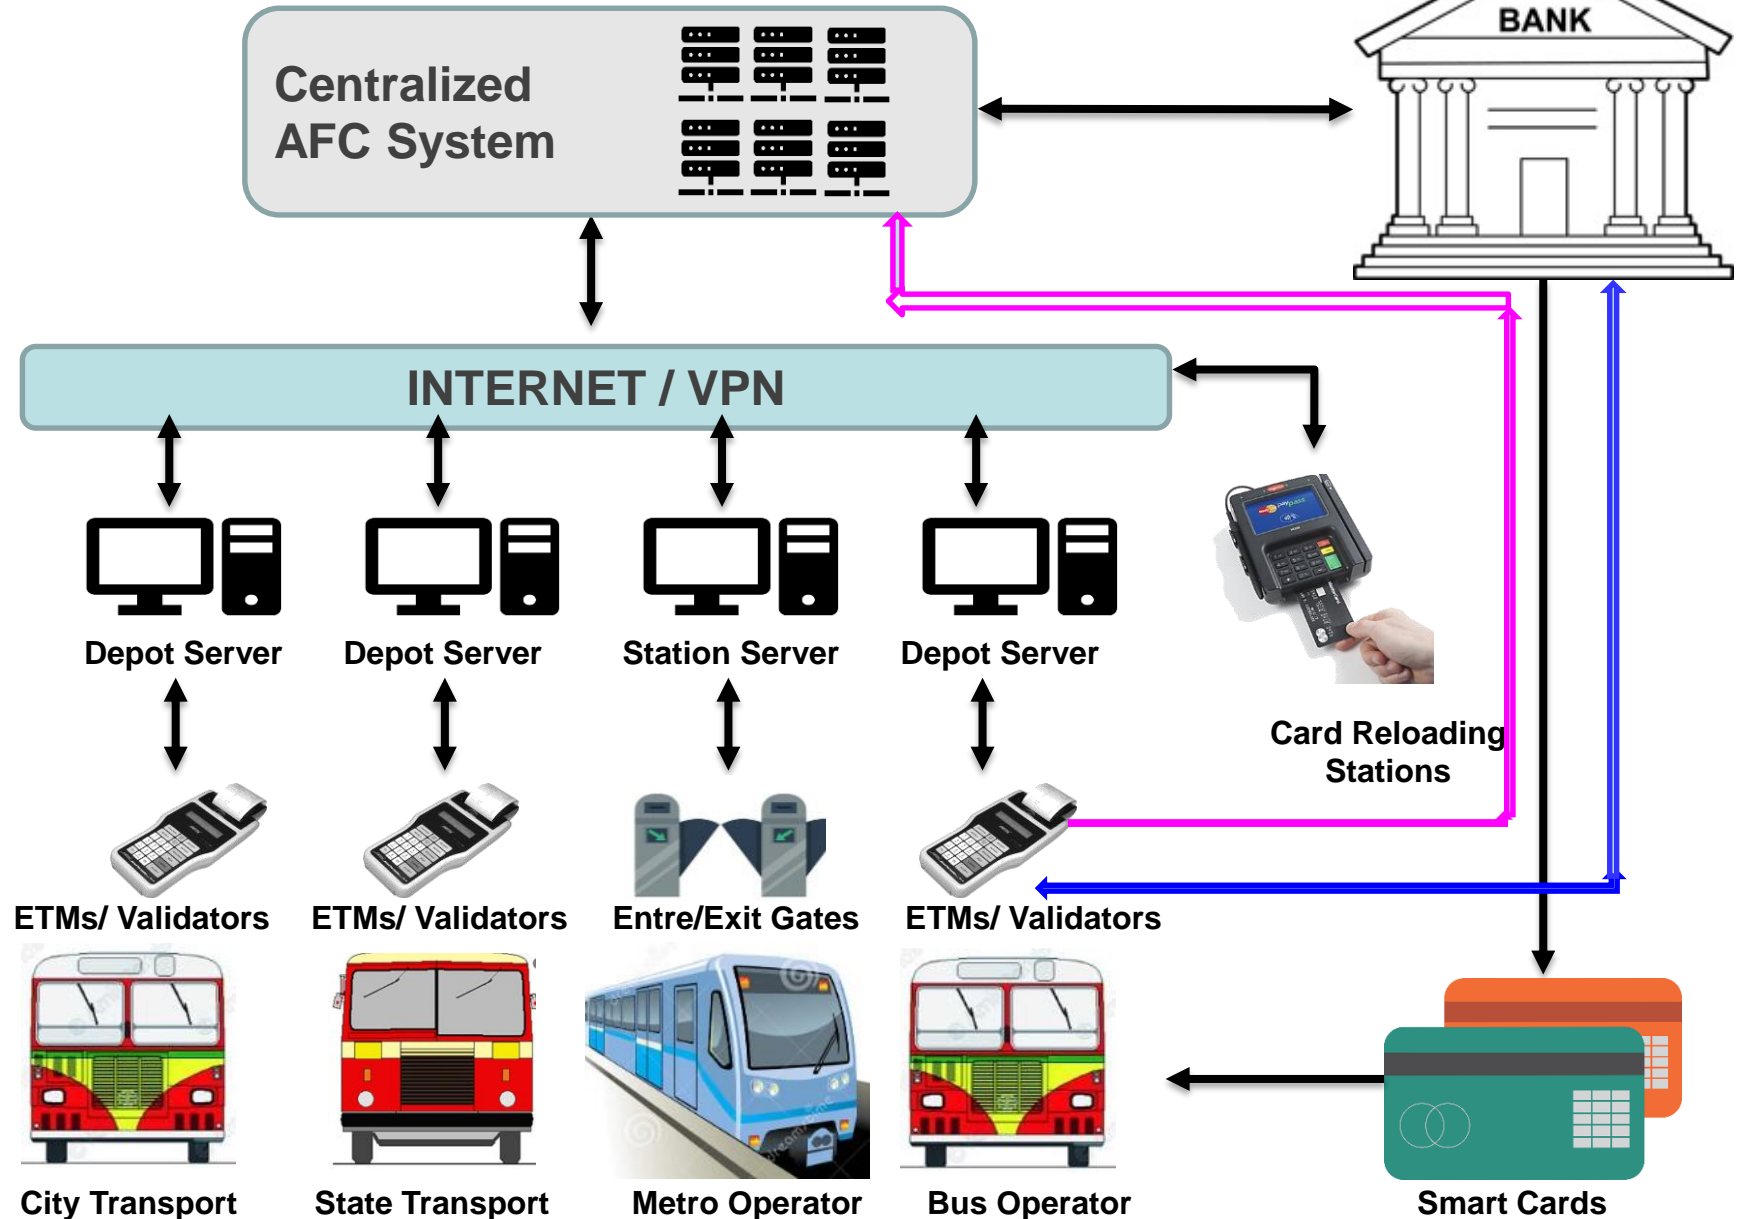 BANK
Centralized
AFC System
INTERNET / VPN
paypass
Depot Server
Depot Server
Station Server
Depot Server
Card Reloading
Stations
ETMs/ Validators
ETMs/ Validators
Entre/Exit Gates
ETMs/ Validators
City Transport
State Transport
Metro Operator
Bus Operator
Smart Cards